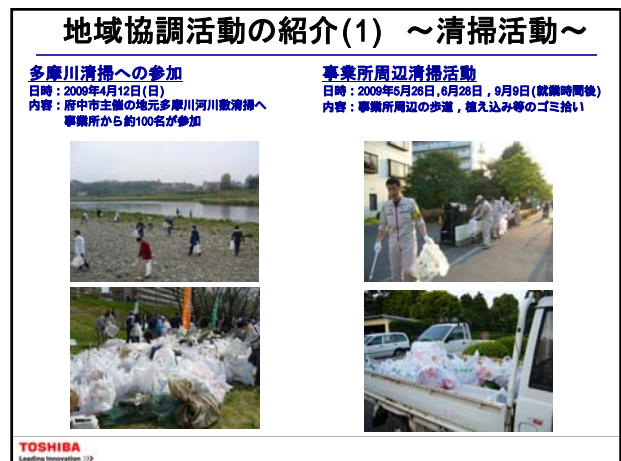 地域協調活動の紹介(1) ～清掃活動～
多摩川清掃への参加
日時：2009年4月12日(日)
内容：府中市主催の地元多摩川河川敷清掃へ
事業所から約100名が参加
事業所周辺清掃活動
日時：2009年5月26日,6月28日，9月9日(就業時間後)
内容：事業所周辺の歩道，植え込み等のゴミ拾い
TOSHIBA
Leading Innovation >>>